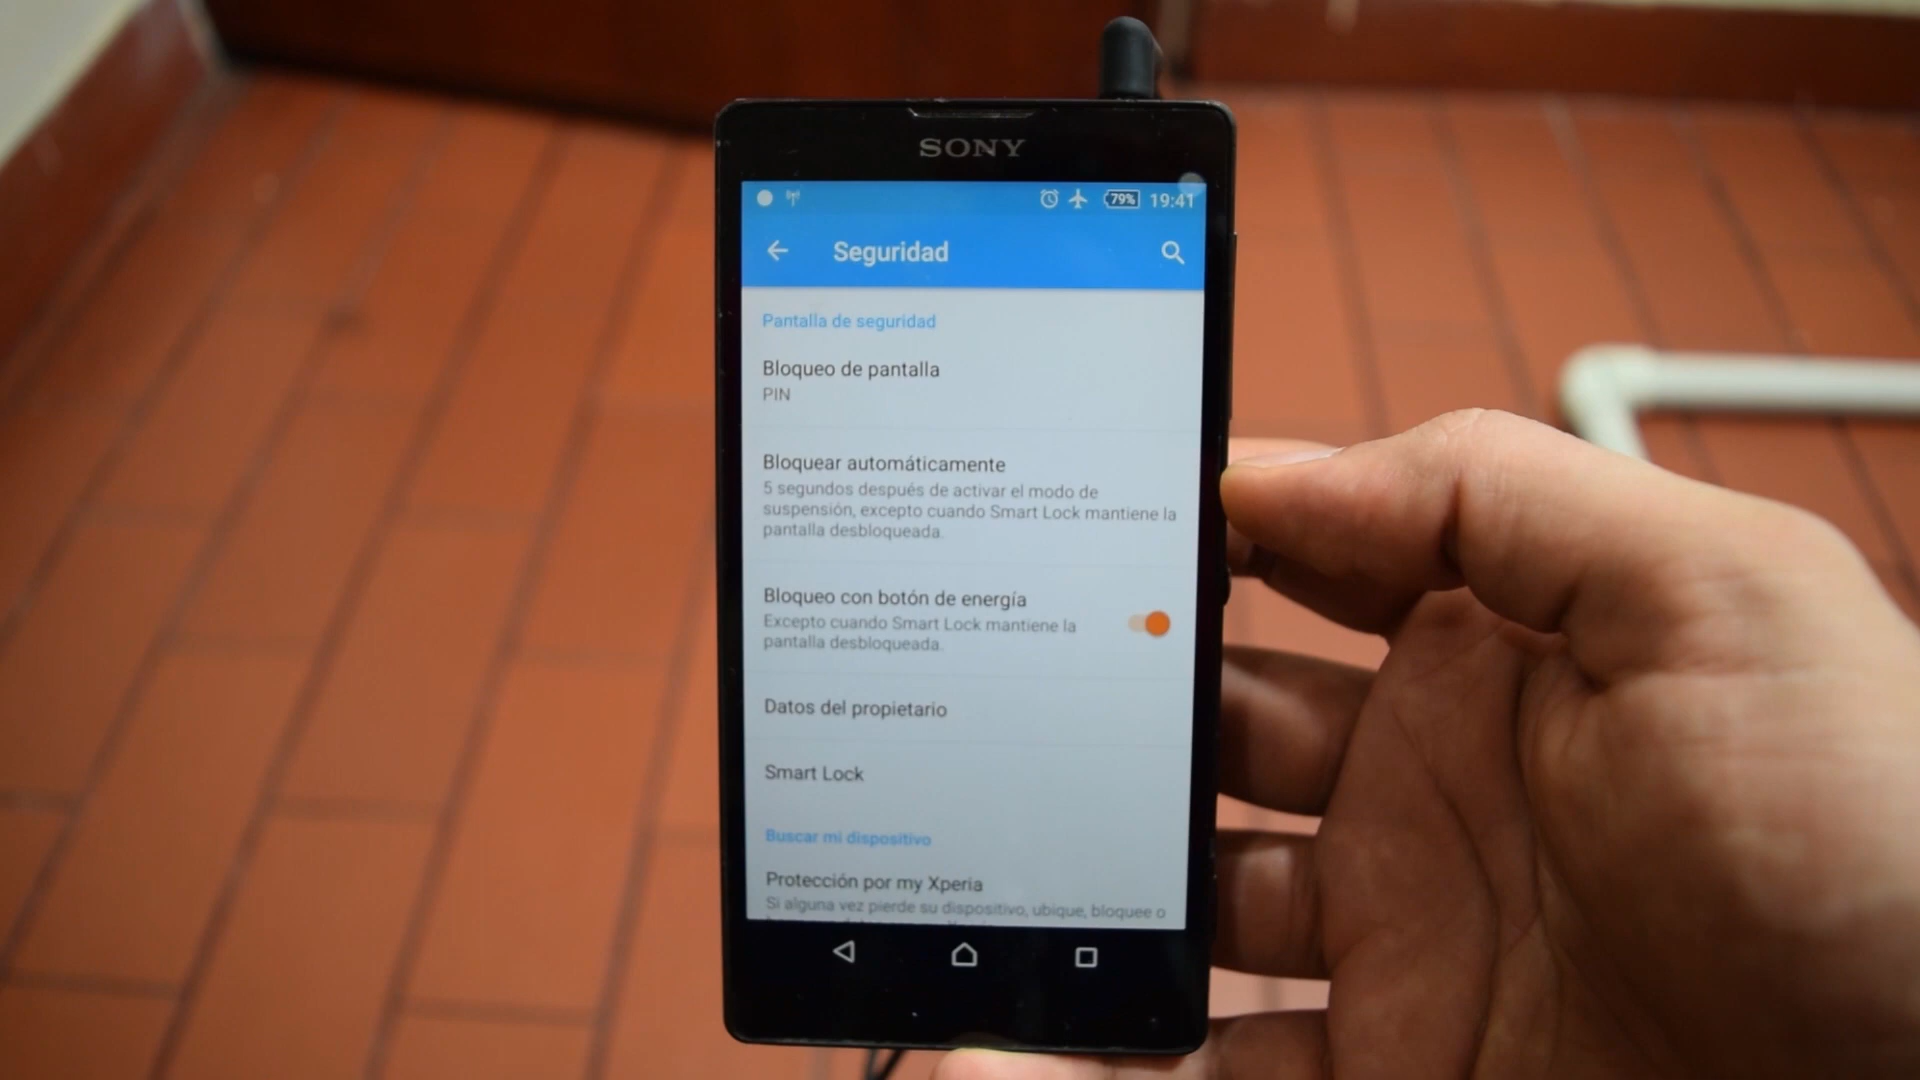 SONY
79% 19:41
Seguridad
Pantalla de seguridad
Bloqueo de pantalla
PIN
Bloquear automáticamente
5 segundos después de activar el modo de
suspensión, excepto cuando Smart Lock mantiene la
pantalla desbloqueada.
Bloqueo con botón de energía
Excepto cuando Smart Lock mantiene la
pantalla desbloqueada.
Datos del propietario
Smart Lock
Buscar mi dispositivo
Protección por my Xperia
Si alguna vez pierde su dispositivo, ubique, bloquee o